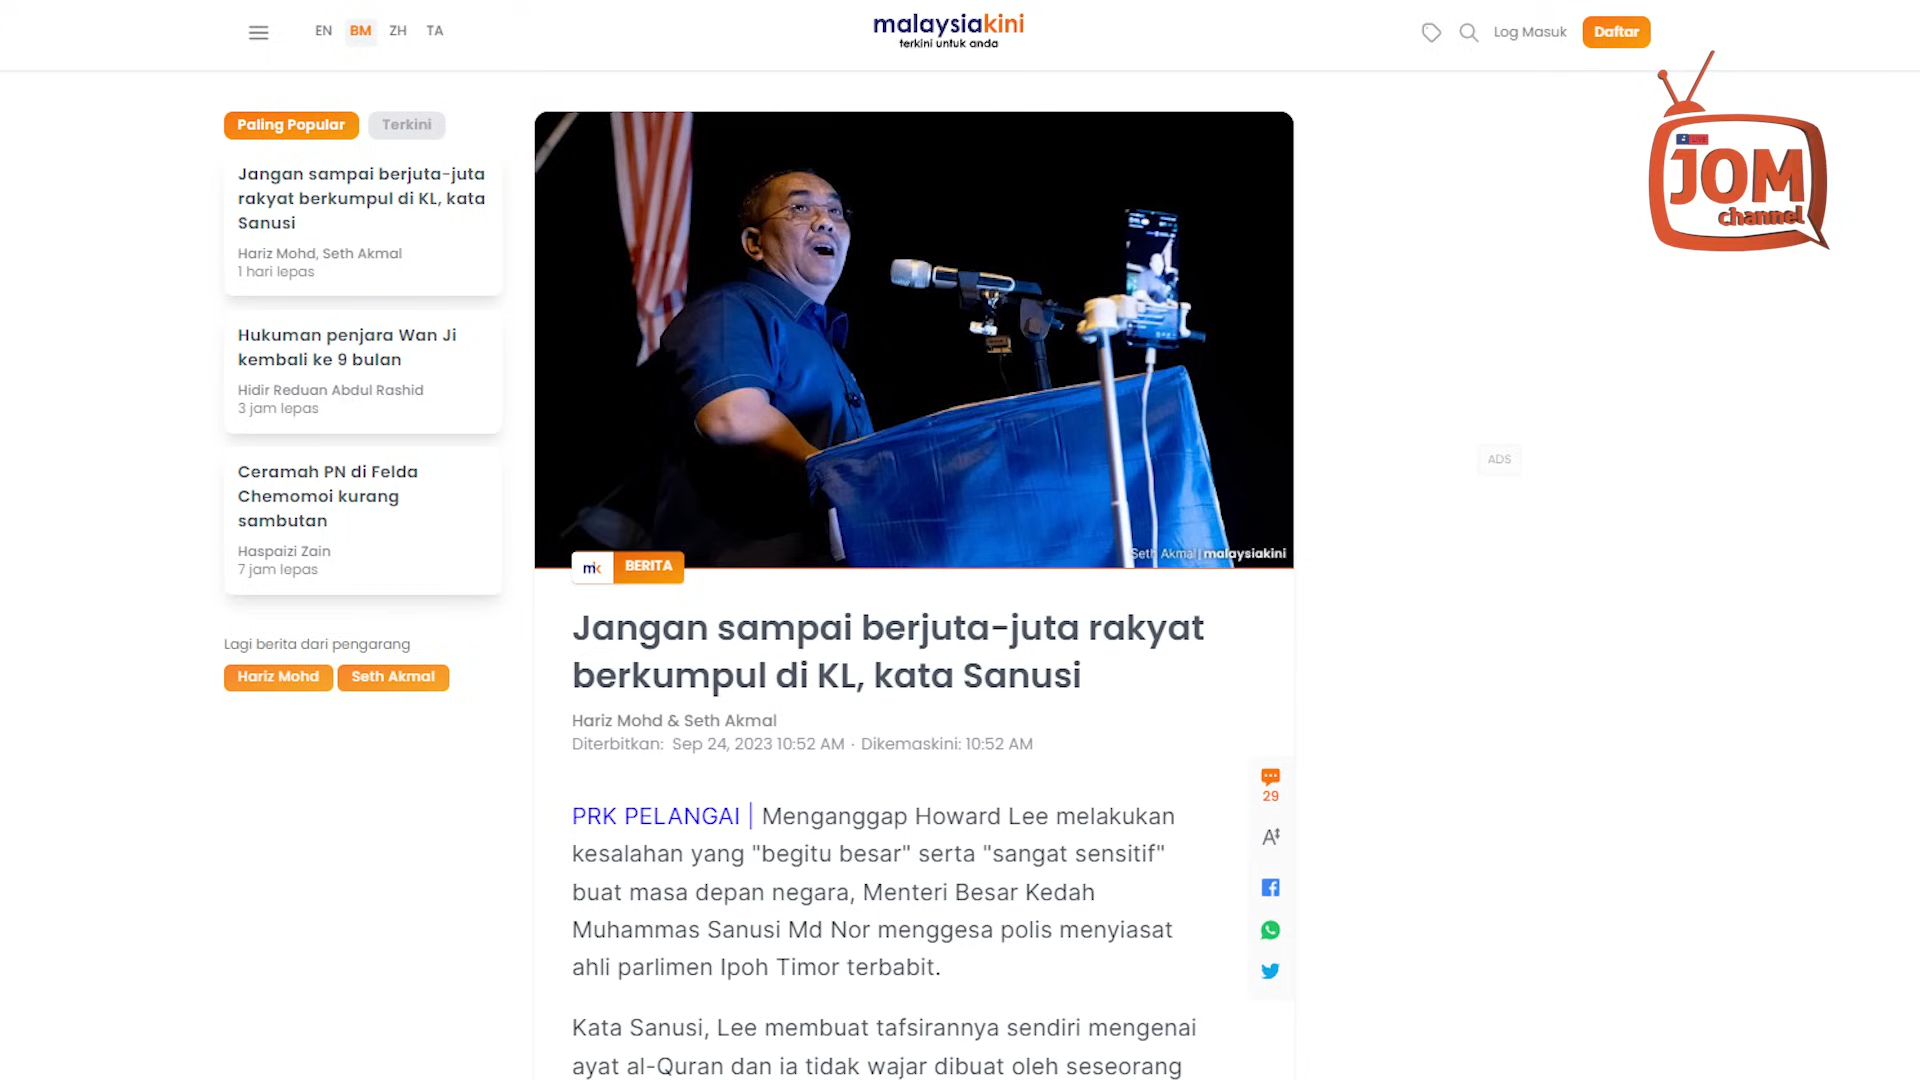 EN BM ZH TA
malaysiakini
terkini untuk anda
Log Masuk Daftar
JOM
channel
Paling Popular Terkini
Jangan sampai berjuta-juta
rakyat berkumpul di KL, kata
Sanusi
Hariz Mohd, Seth Akmal
1 hari lepas
Hukuman penjara Wan Ji
kembali ke 9 bulan
Hidir Reduan Abdul Rashid
3 jam lepas
Ceramah PN di Felda
Chemomoi kurang
sambutan
Haspaizi Zain
7 jam lepas
Lagi berita dari pengarang
Hariz Mohd Seth Akmal
Seth Akmal | malaysiakini
mk BERITA
Jangan sampai berjuta-juta rakyat
berkumpul di KL, kata Sanusi
Hariz Mohd & Seth Akmal
Diterbitkan: Sep 24, 2023 10:52 AM · Dikemaskini: 10:52 AM
PRK PELANGAI | Menganggap Howard Lee melakukan
kesalahan yang "begitu besar" serta "sangat sensitif"
buat masa depan negara, Menteri Besar Kedah
Muhammas Sanusi Md Nor menggesa polis menyiasat
ahli parlimen Ipoh Timor terbabit.
Kata Sanusi, Lee membuat tafsirannya sendiri mengenai
ayat al-Quran dan ia tidak wajar dibuat oleh seseorang
29
A
ADS